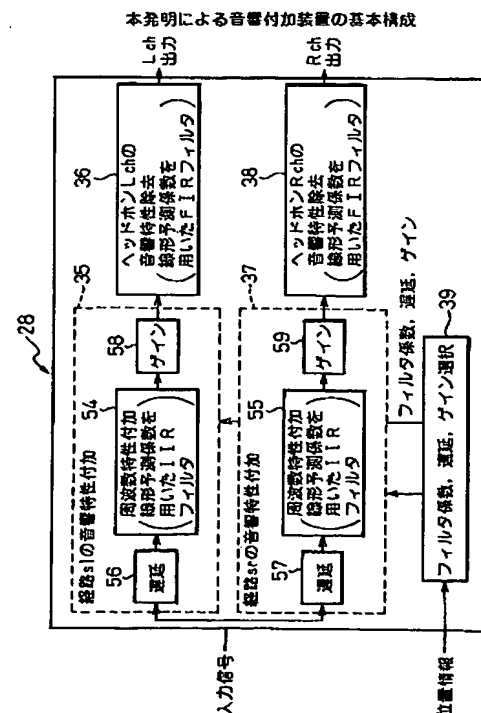 本発明による音響付加装置の基本構成
28
入力信号
位置情報
35
経路slの音響特性付加
56
遅延
54
周波数特性付加
線形予測係数を
用いたIIR
フィルタ
58
ゲイン
36
ヘッドホンLchの
音響特性除去
線形予測係数を
用いたFIRフィルタ
Lch
出力
37
経路srの音響特性付加
57
遅延
55
周波数特性付加
線形予測係数を
用いたIIR
フィルタ
59
ゲイン
38
ヘッドホンRchの
音響特性除去
線形予測係数を
用いたFIRフィルタ
Rch
出力
フィルタ係数，遅延，ゲイン
39
フィルタ係数，遅延，ゲイン選択